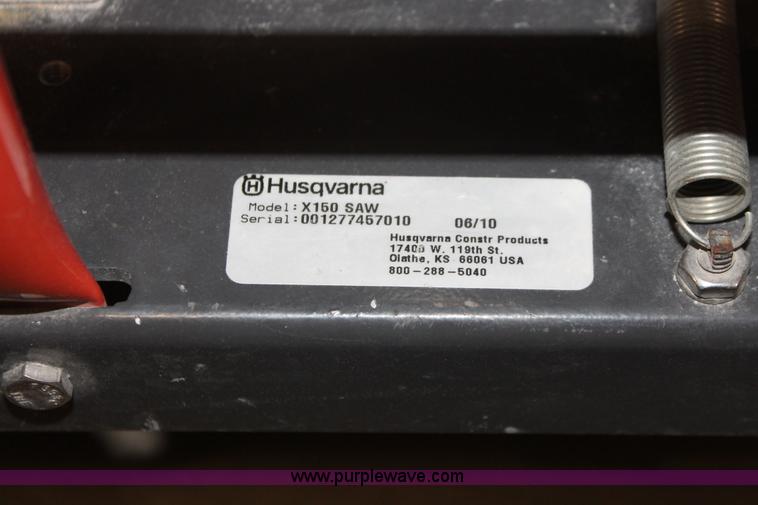 Husqvarna
Model: X150 SAW
Serial: 001277457010 06/10
Husqvarna Constr Products
17400 W. 119th St.
Olathe, KS 66061 USA
800-288-5040
www.purplewave.com